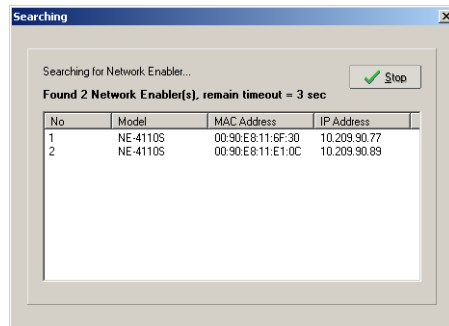 Searching
Searching for Network Enabler...
Stop
Found 2 Network Enabler(s), remain timeout = 3 sec
No Model MAC Address IP Address
1 NE-4110S 00:90:E8:11:6F:30 10.209.90.77
2 NE-4110S 00:90:E8:11:E1:0C 10.209.90.89